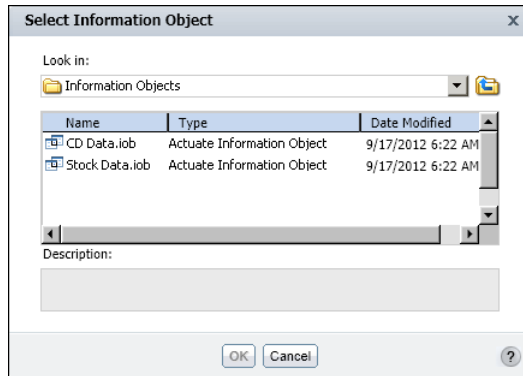 Select Information Object x
Look in:
Information Objects
Name Type Date Modified
CD Data.iob Actuate Information Object 9/17/2012 6:22 AM
Stock Data.iob Actuate Information Object 9/17/2012 6:22 AM
Description:
OK Cancel ?